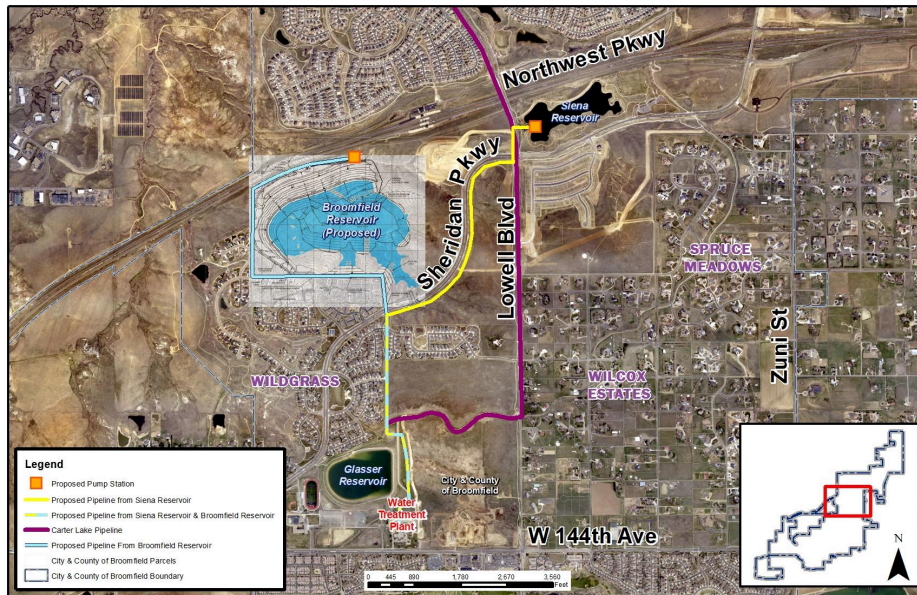 Northwest Pkwy
Siena
Reservoir
Sheridan Pkwy
Broomfield
Reservoir
(Proposed)
Lowell Blvd
SPRUCE
MEADOWS
Zuni St
WILDGRASS
WILCOX
ESTATES
Glasser
Reservoir
City & County
of Broomfield
Water
Treatment
Plant
W 144th Ave
Legend
Proposed Pump Station
Proposed Pipeline from Siena Reservoir
Proposed Pipeline from Siena Reservoir & Broomfield Reservoir
Carter Lake Pipeline
Proposed Pipeline From Broomfield Reservoir
City & County of Broomfield Parcels
City & County of Broomfield Boundary
0 445 890 1,780 2,670 3,560
Feet
N